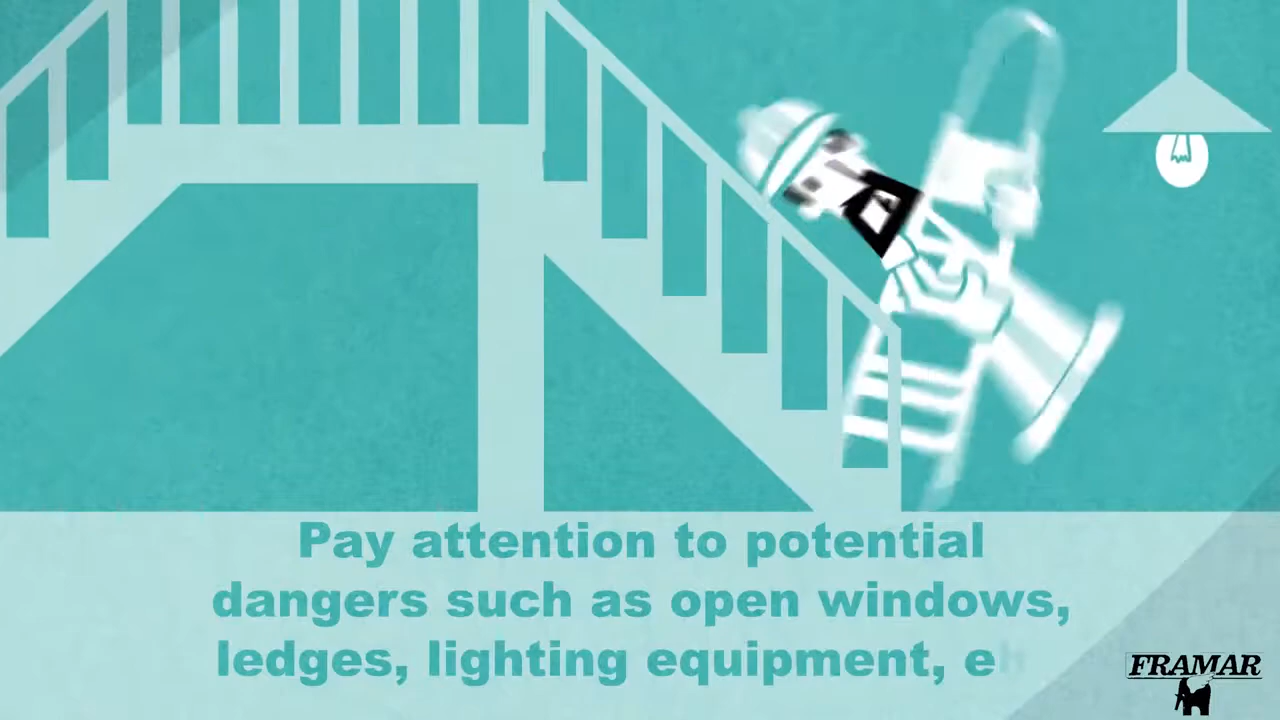 Pay attention to potential
dangers such as open windows,
ledges, lighting equipment,
FRAMAR